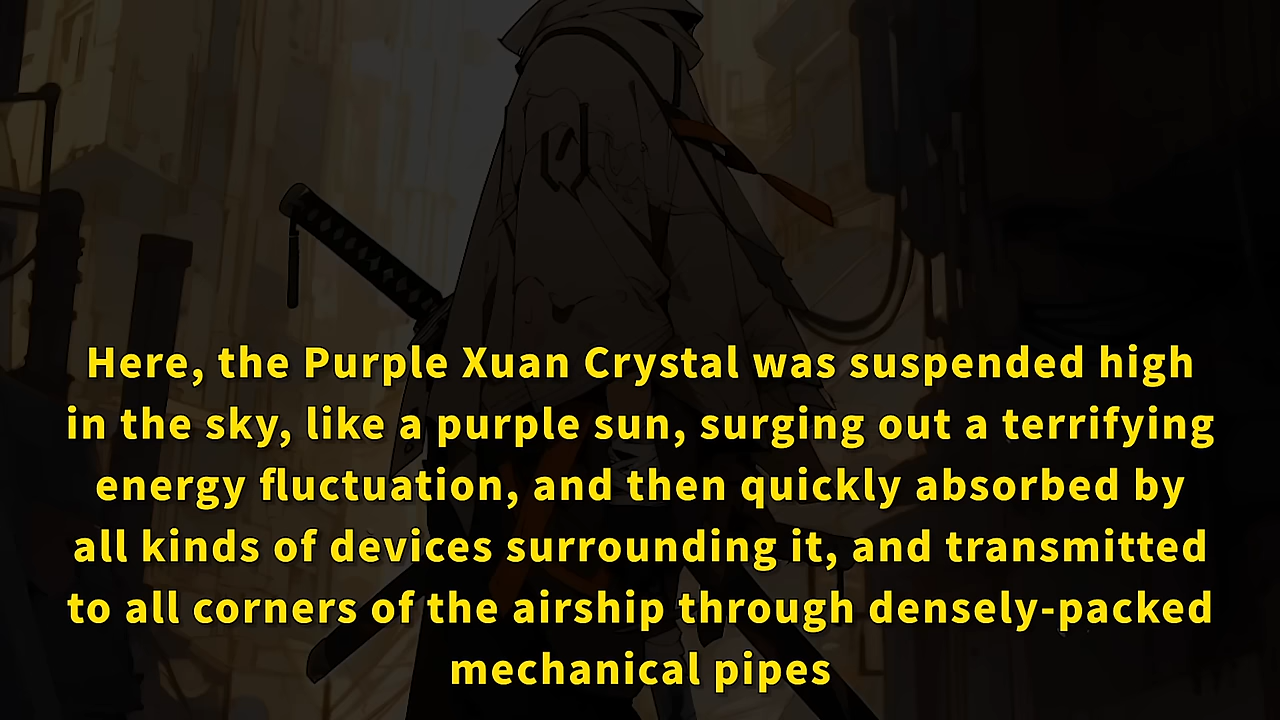 Here, the Purple Xuan Crystal was suspended high
in the sky, like a purple sun, surging out a terrifying
energy fluctuation, and then quickly absorbed by
all kinds of devices surrounding it, and transmitted
to all corners of the airship through densely-packed
mechanical pipes